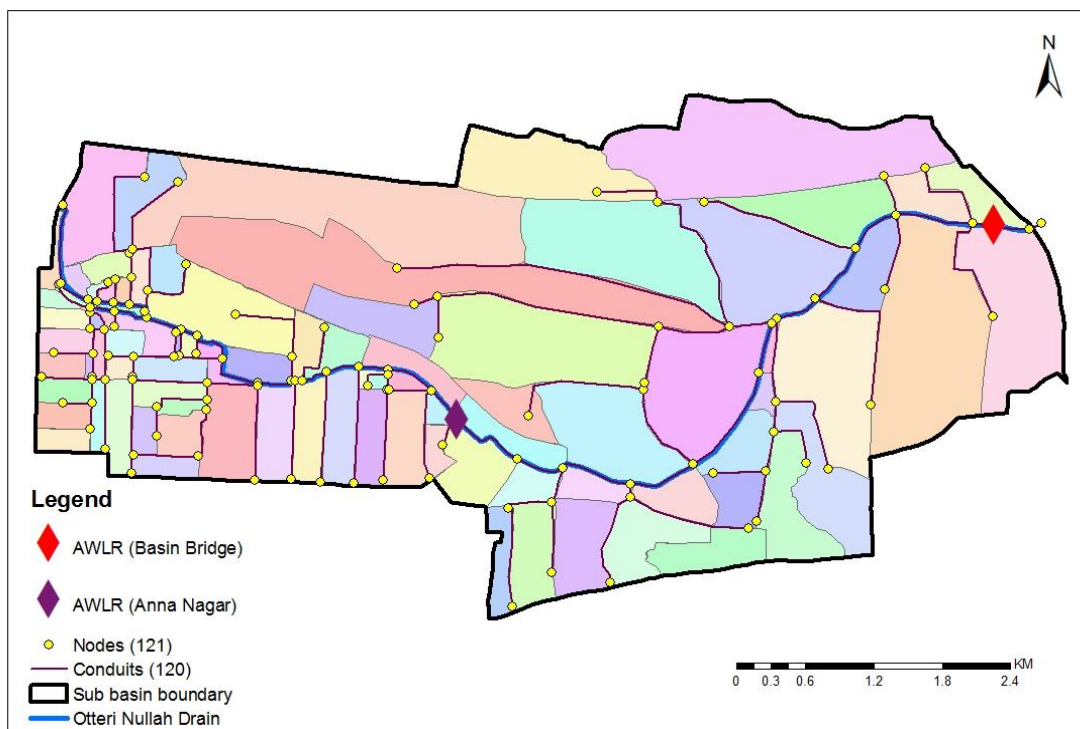 N
Legend
AWLR (Basin Bridge)
AWLR (Anna Nagar)
Nodes (121)
Conduits (120)
Sub basin boundary
Otteri Nullah Drain
KM
0 0.3 0.6 1.2 1.8 2.4